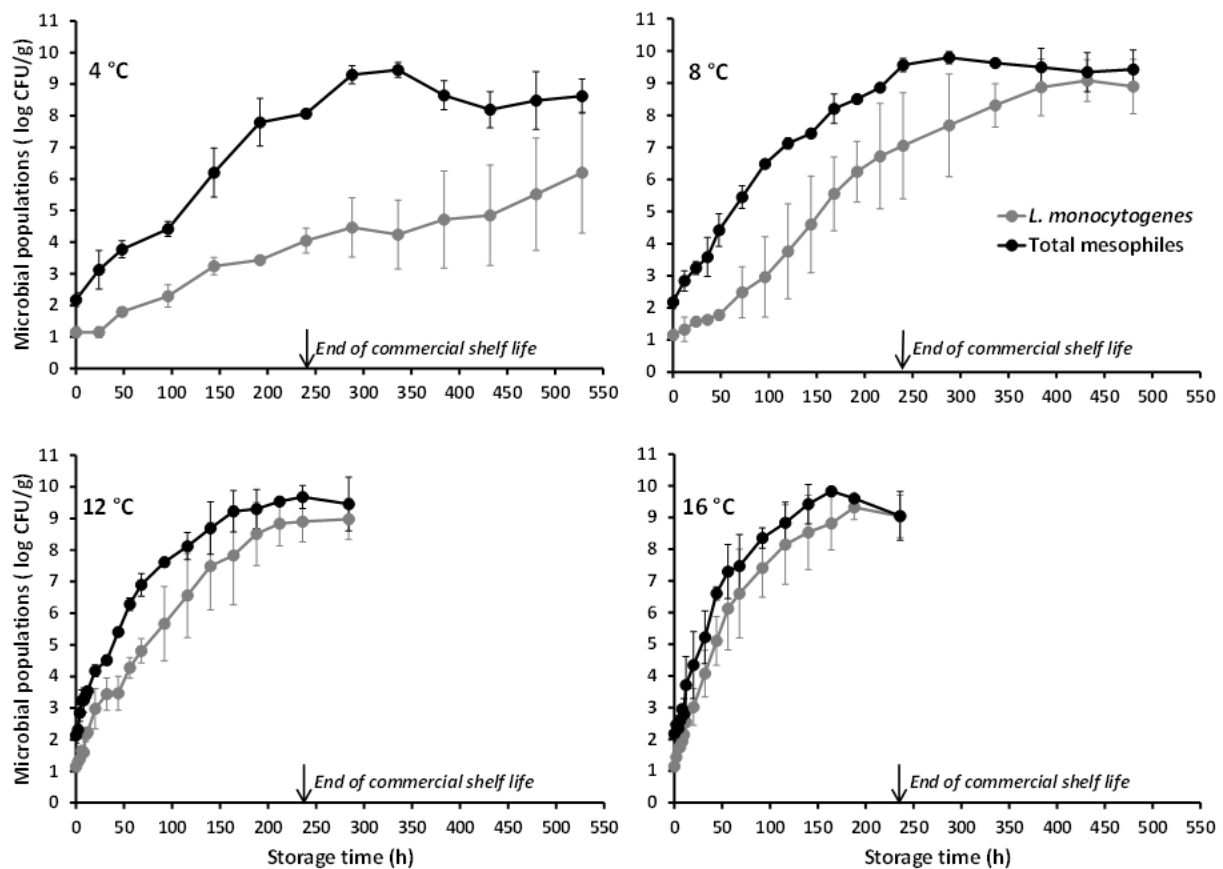 11
10
9
8
7
6
5
4
3
2
1
0
Microbial populations ( log CFU/g)
4 °C
End of commercial shelf life
0 50 100 150 200 250 300 350 400 450 500 550
11
10
9
8
7
6
5
4
3
2
1
0
8 °C
L. monocytogenes
Total mesophiles
End of commercial shelf life
0 50 100 150 200 250 300 350 400 450 500 550
11
10
9
8
7
6
5
4
3
2
1
0
Microbial populations ( log CFU/g)
12 °C
End of commercial shelf life
0 50 100 150 200 250 300 350 400 450 500 550
Storage time (h)
11
10
9
8
7
6
5
4
3
2
1
0
16 °C
End of commercial shelf life
0 50 100 150 200 250 300 350 400 450 500 550
Storage time (h)